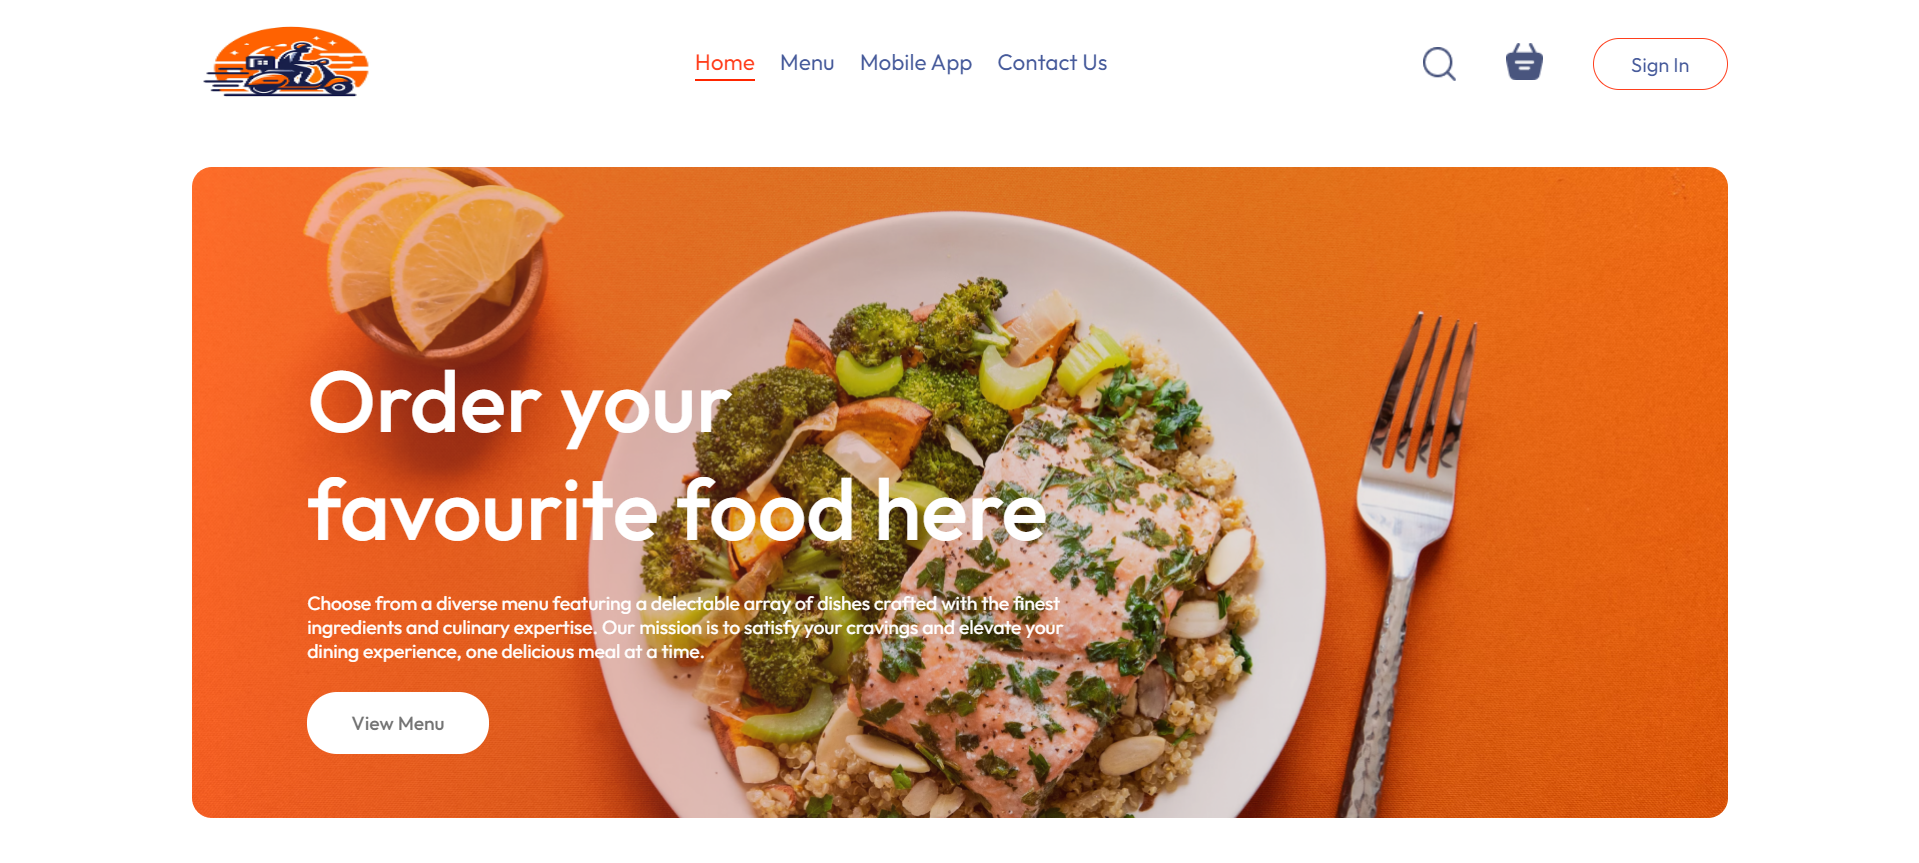 Home Menu Mobile App Contact Us Sign In
Order your
favourite food here
Choose from a diverse menu featuring a delectable array of dishes crafted with the finest
ingredients and culinary expertise. Our mission is to satisfy your cravings and elevate your
dining experience, one delicious meal at a time.
View Menu